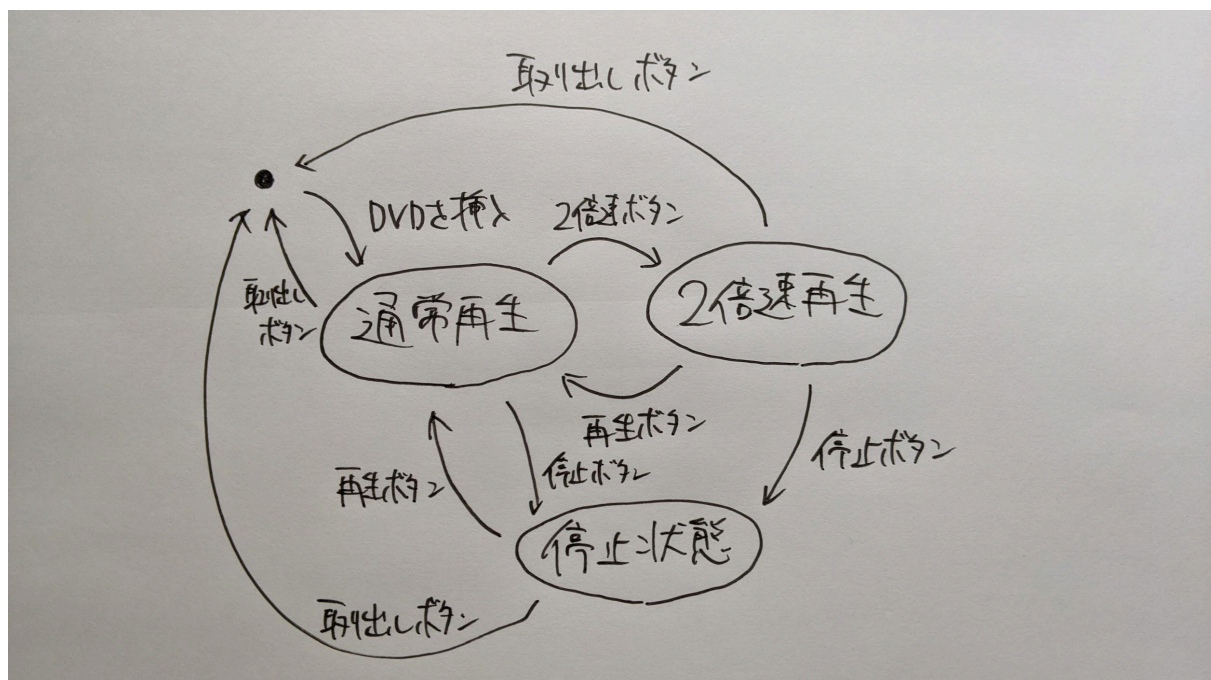 取り出しボタン
DVDを挿入
2倍速ボタン
取り出し
ボタン
通常再生
2倍速再生
再生ボタン
停止ボタン
停止ボタン
再生ボタン
停止状態
取り出しボタン